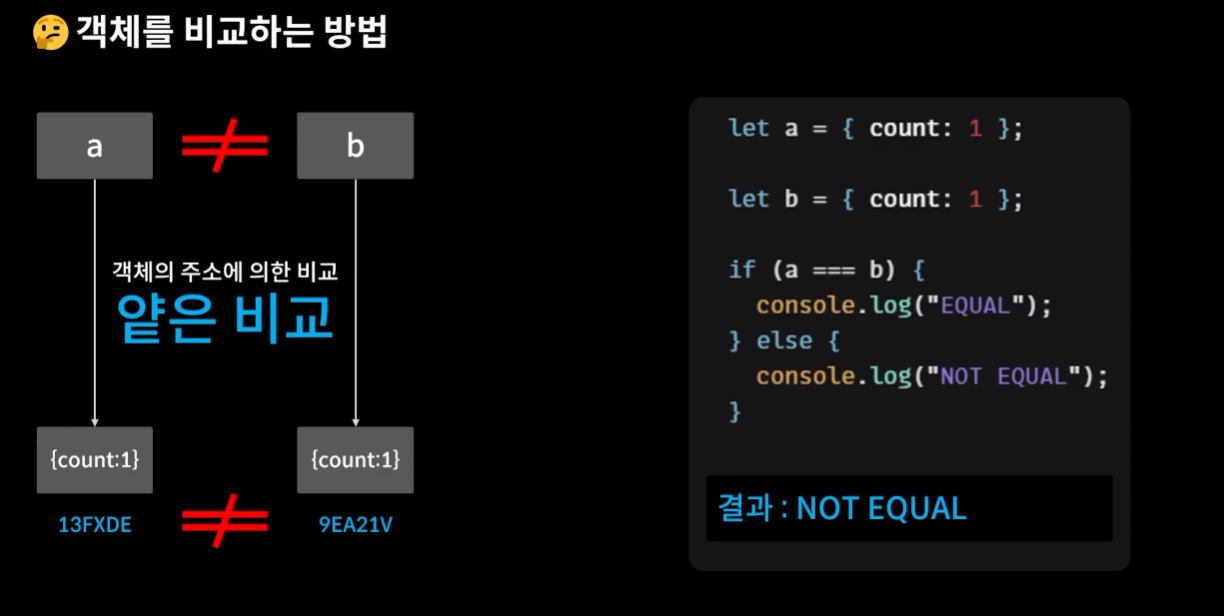 🤔 객체를 비교하는 방법
a
b
객체의 주소에 의한 비교
얕은 비교
{count:1}
{count:1}
13FXDE
9EA21V
let a = { count: 1 };
let b = { count: 1 };
if (a === b) {
console.log("EQUAL");
} else {
console.log("NOT EQUAL");
}
결과 : NOT EQUAL